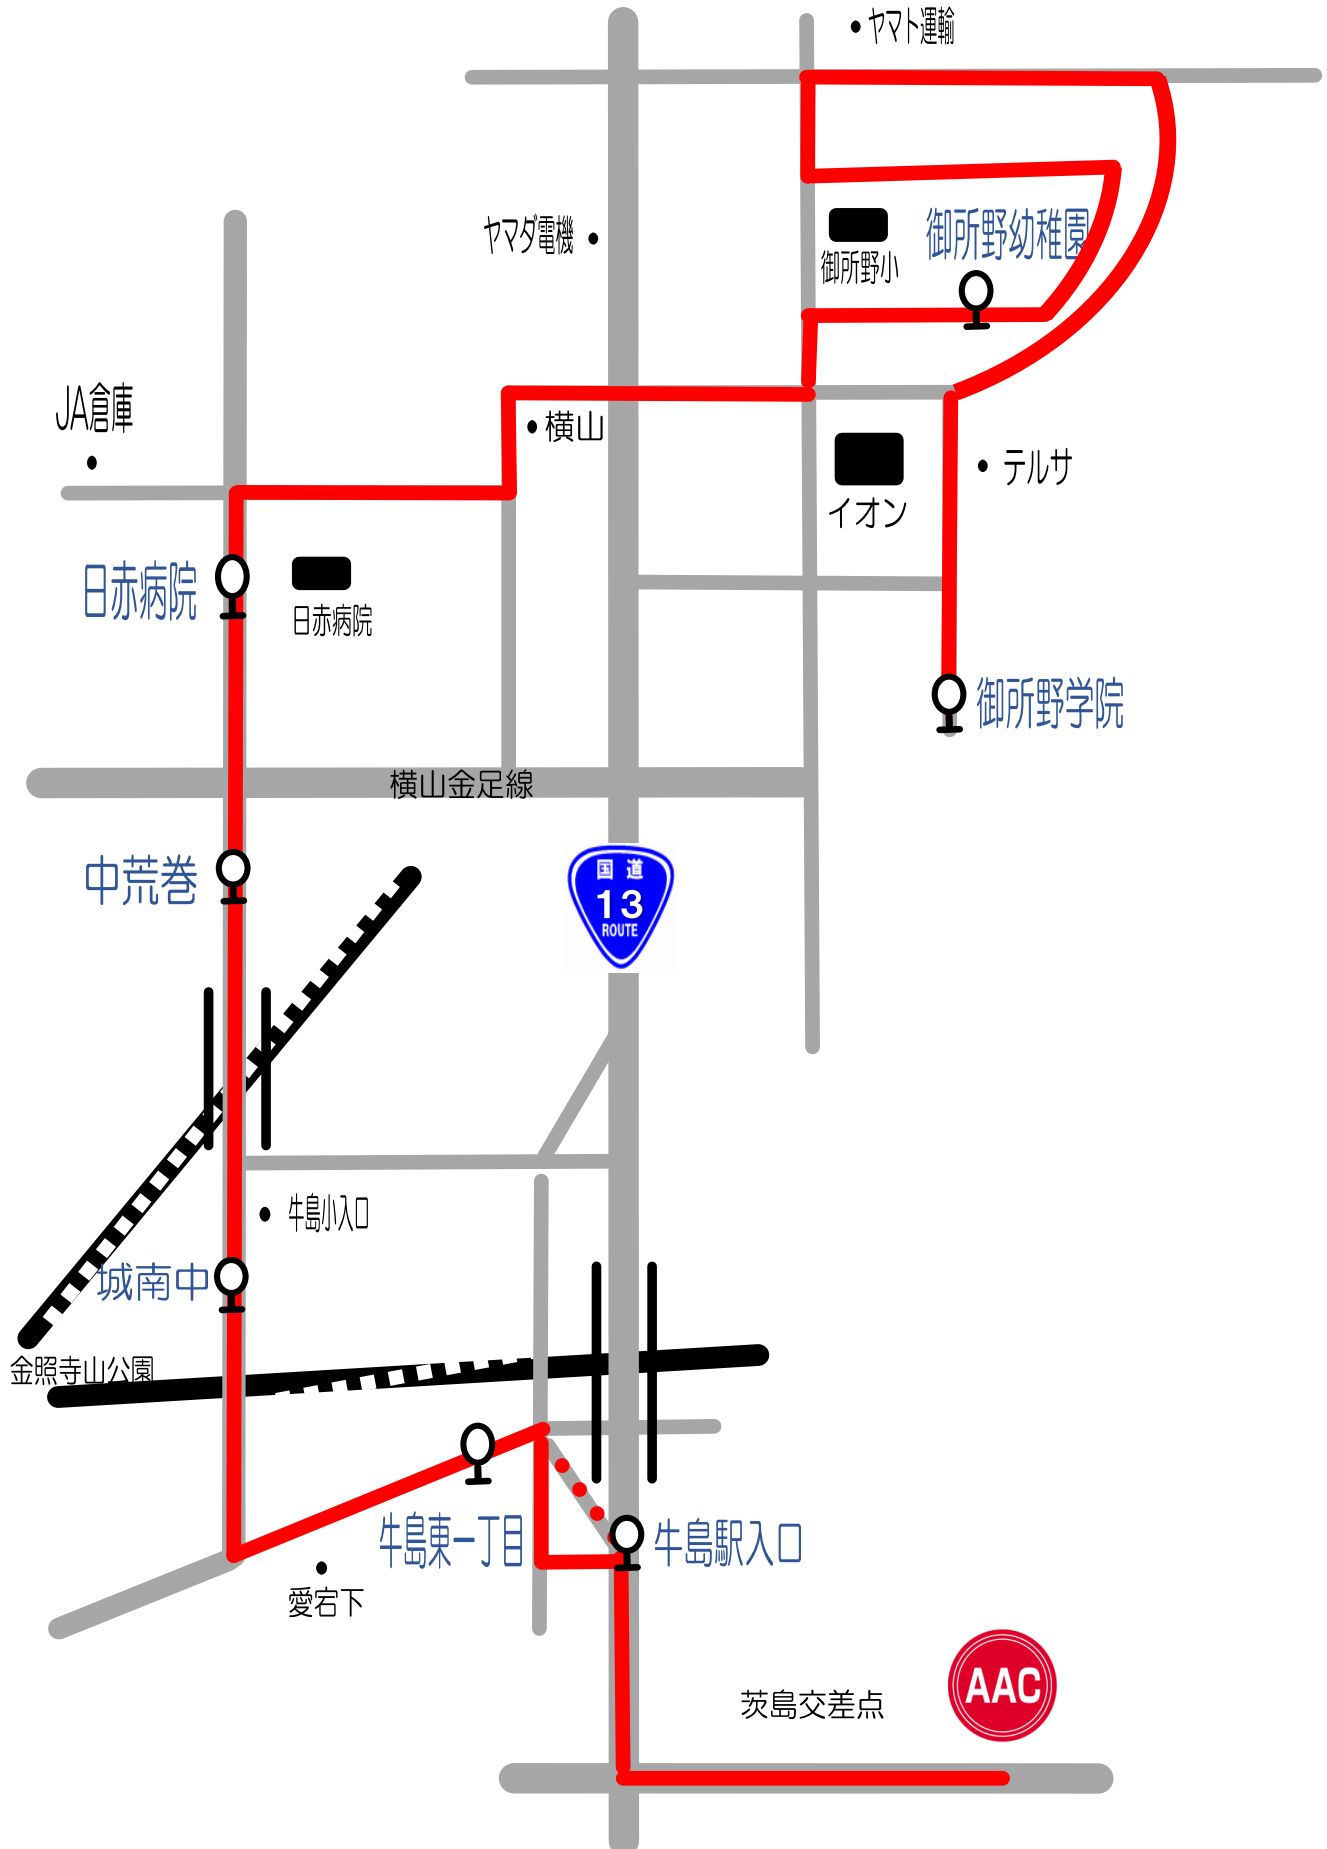 ヤマト運輸
ヤマダ電機
御所野幼稚園
御所野小
JA倉庫
横山
テルサ
イオン
日赤病院
日赤病院
御所野学院
横山金足線
中荒巻
国道
13
ROUTE
牛島小入口
城南中
金照寺山公園
牛島東一丁目
牛島駅入口
愛宕下
茨島交差点
AAC